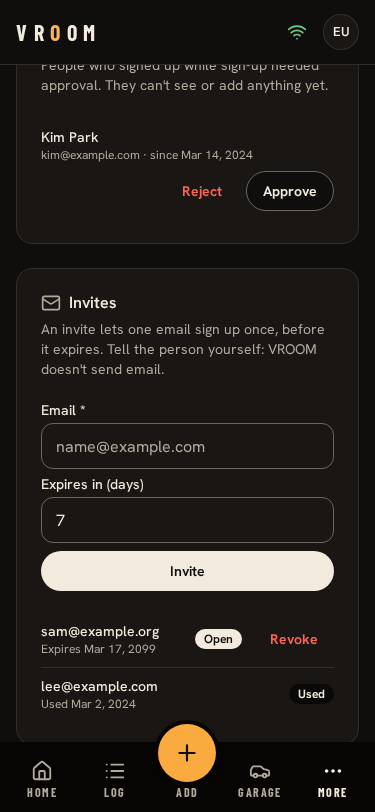 VROOM
EU
People who signed up while sign-up needed
approval. They can't see or add anything yet.
Kim Park
kim@example.com · since Mar 14, 2024
Reject
Approve
Invites
An invite lets one email sign up once, before
it expires. Tell the person yourself: VROOM
doesn't send email.
Email *
name@example.com
Expires in (days)
7
Invite
sam@example.org
Expires Mar 17, 2099
Open
Revoke
lee@example.com
Used Mar 2, 2024
Used
HOME
LOG
ADD
GARAGE
MORE